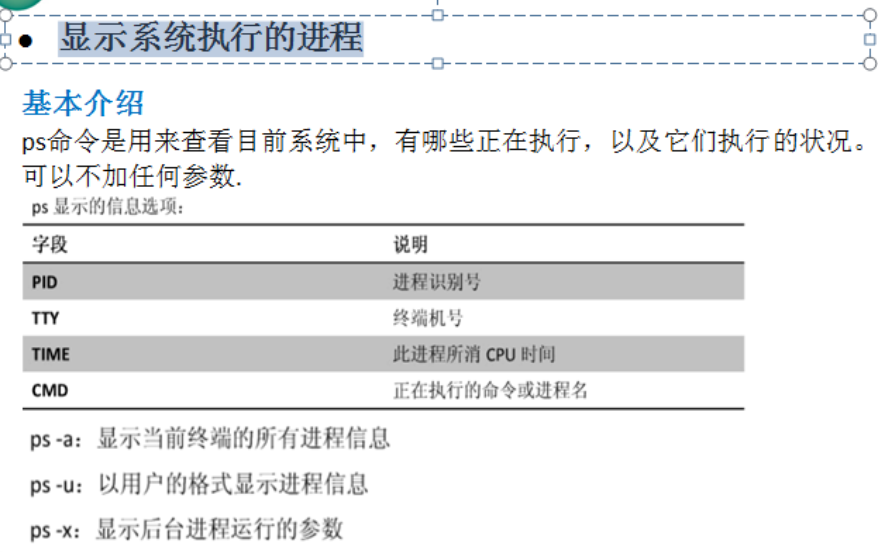 • 显示系统执行的进程
基本介绍
ps命令是用来查看目前系统中，有哪些正在执行，以及它们执行的状况。
可以不加任何参数.
ps 显示的信息选项：
字段 说明
PID 进程识别号
TTY 终端机号
TIME 此进程所消 CPU 时间
CMD 正在执行的命令或进程名
ps -a：显示当前终端的所有进程信息
ps -u：以用户的格式显示进程信息
ps -x：显示后台进程运行的参数